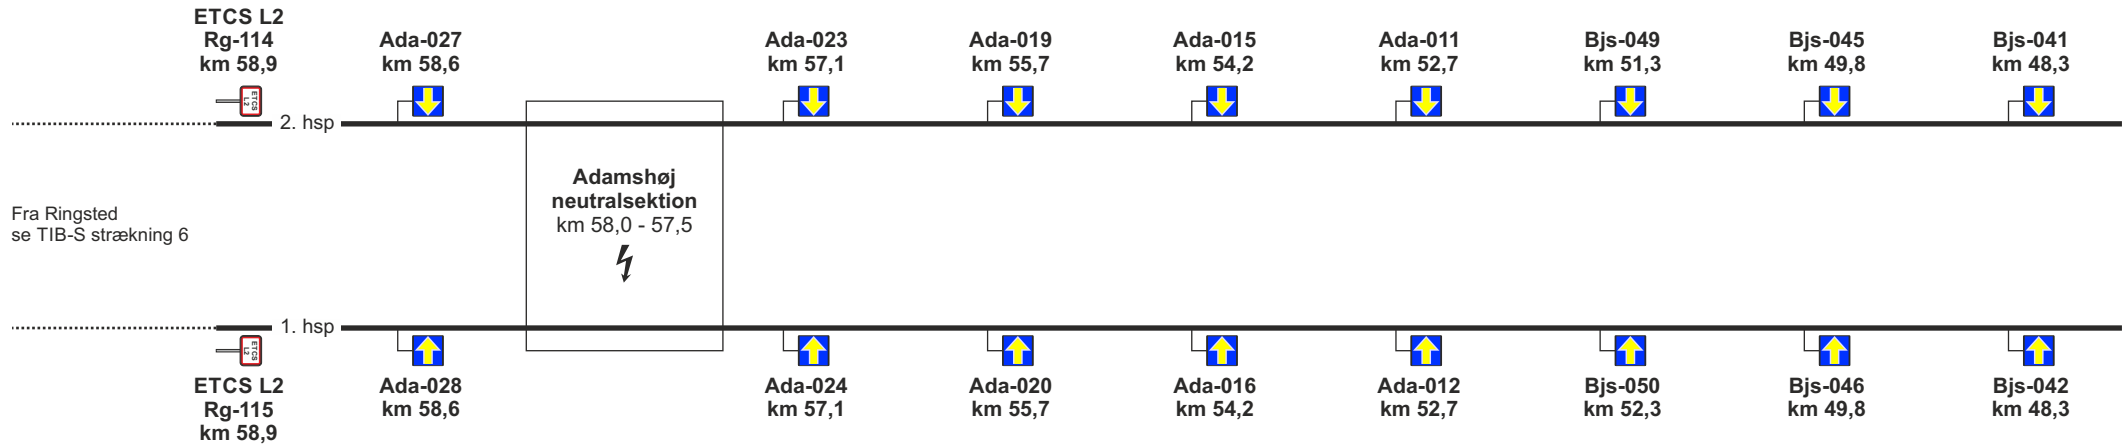 ETCS L2
Rg-114
km 58,9
Ada-027
km 58,6
Ada-023
km 57,1
Ada-019
km 55,7
Ada-015
km 54,2
Ada-011
km 52,7
Bjs-049
km 51,3
Bjs-045
km 49,8
Bjs-041
km 48,3
ETCS
L2
2. hsp
Adamshøj
neutralsektion
km 58,0 - 57,5
Fra Ringsted
se TIB-S strækning 6
1. hsp
ETCS
L2
ETCS L2
Rg-115
km 58,9
Ada-028
km 58,6
Ada-024
km 57,1
Ada-020
km 55,7
Ada-016
km 54,2
Ada-012
km 52,7
Bjs-050
km 52,3
Bjs-046
km 49,8
Bjs-042
km 48,3